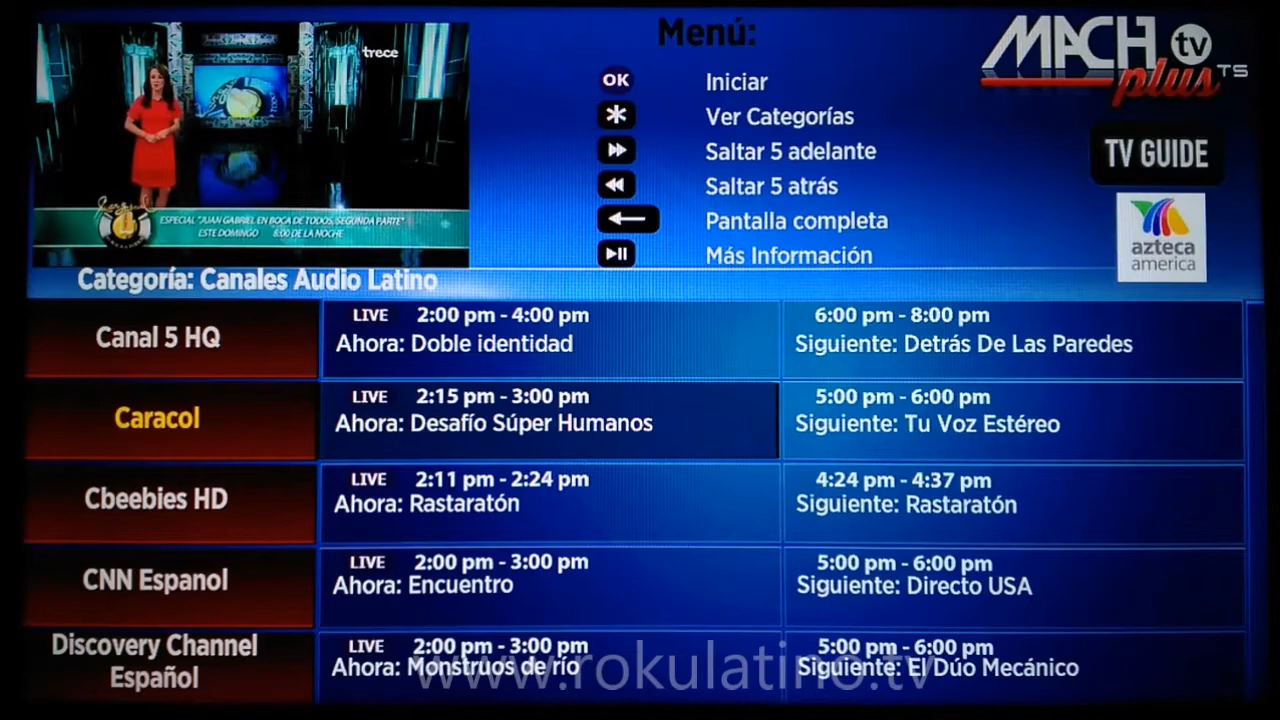 trece
ESPECIAL "JUAN GABRIEL EN BOCA DE TODOS, SEGUNDA PARTE"
ESTE DOMINGO 6:00 DE LA NOCHE
Menú:
OK Iniciar
Ver Categorías
Saltar 5 adelante
Saltar 5 atrás
Pantalla completa
Más Información
MACH tv
plus TS
TV GUIDE
azteca
america
Categoría: Canales Audio Latino
Canal 5 HQ
LIVE 2:00 pm - 4:00 pm
Ahora: Doble identidad
6:00 pm - 8:00 pm
Siguiente: Detrás De Las Paredes
Caracol
LIVE 2:15 pm - 3:00 pm
Ahora: Desafío Súper Humanos
5:00 pm - 6:00 pm
Siguiente: Tu Voz Estéreo
Cbeebies HD
LIVE 2:11 pm - 2:24 pm
Ahora: Rastaratón
4:24 pm - 4:37 pm
Siguiente: Rastaratón
CNN Espanol
LIVE 2:00 pm - 3:00 pm
Ahora: Encuentro
5:00 pm - 6:00 pm
Siguiente: Directo USA
Discovery Channel
Español
LIVE 2:00 pm - 3:00 pm
Ahora: Monstruos de río
5:00 pm - 6:00 pm
Siguiente: El Dúo Mecánico
www.rokulatino.tv